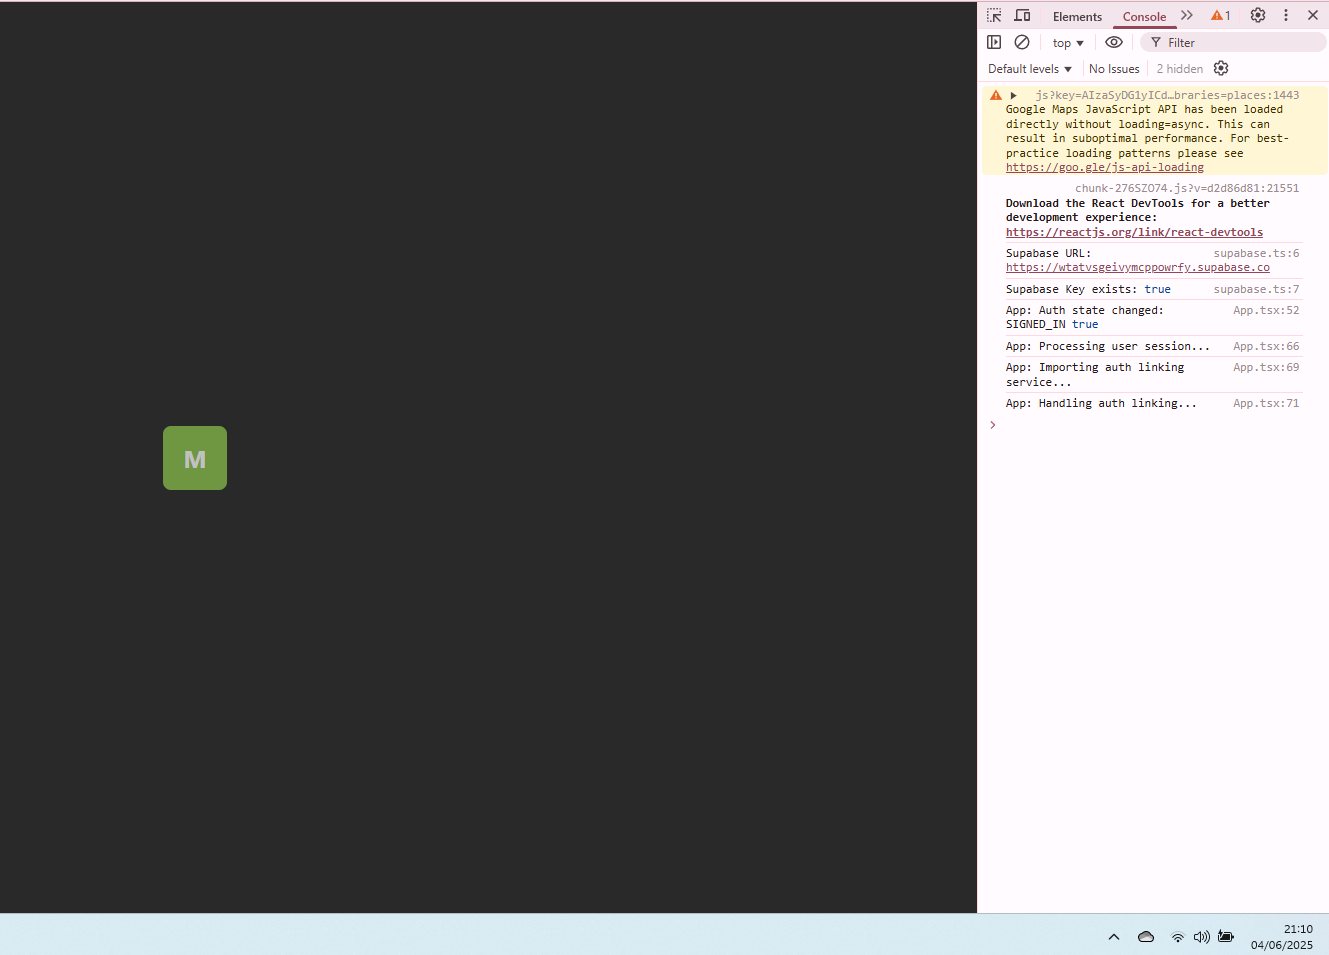 Elements
Console
1
top
Filter
Default levels
No Issues
2 hidden
js?key=AIzaSyDG1yICd…braries=places:1443
Google Maps JavaScript API has been loaded
directly without loading=async. This can
result in suboptimal performance. For best-
practice loading patterns please see
https://goo.gle/js-api-loading
chunk-276SZO74.js?v=d2d86d81:21551
Download the React DevTools for a better
development experience:
https://reactjs.org/link/react-devtools
Supabase URL: supabase.ts:6
https://wtatvsgeivymcppowrfy.supabase.co
Supabase Key exists: true supabase.ts:7
App: Auth state changed: App.tsx:52
SIGNED_IN true
App: Processing user session... App.tsx:66
App: Importing auth linking App.tsx:69
service...
App: Handling auth linking... App.tsx:71
M
21:10
04/06/2025